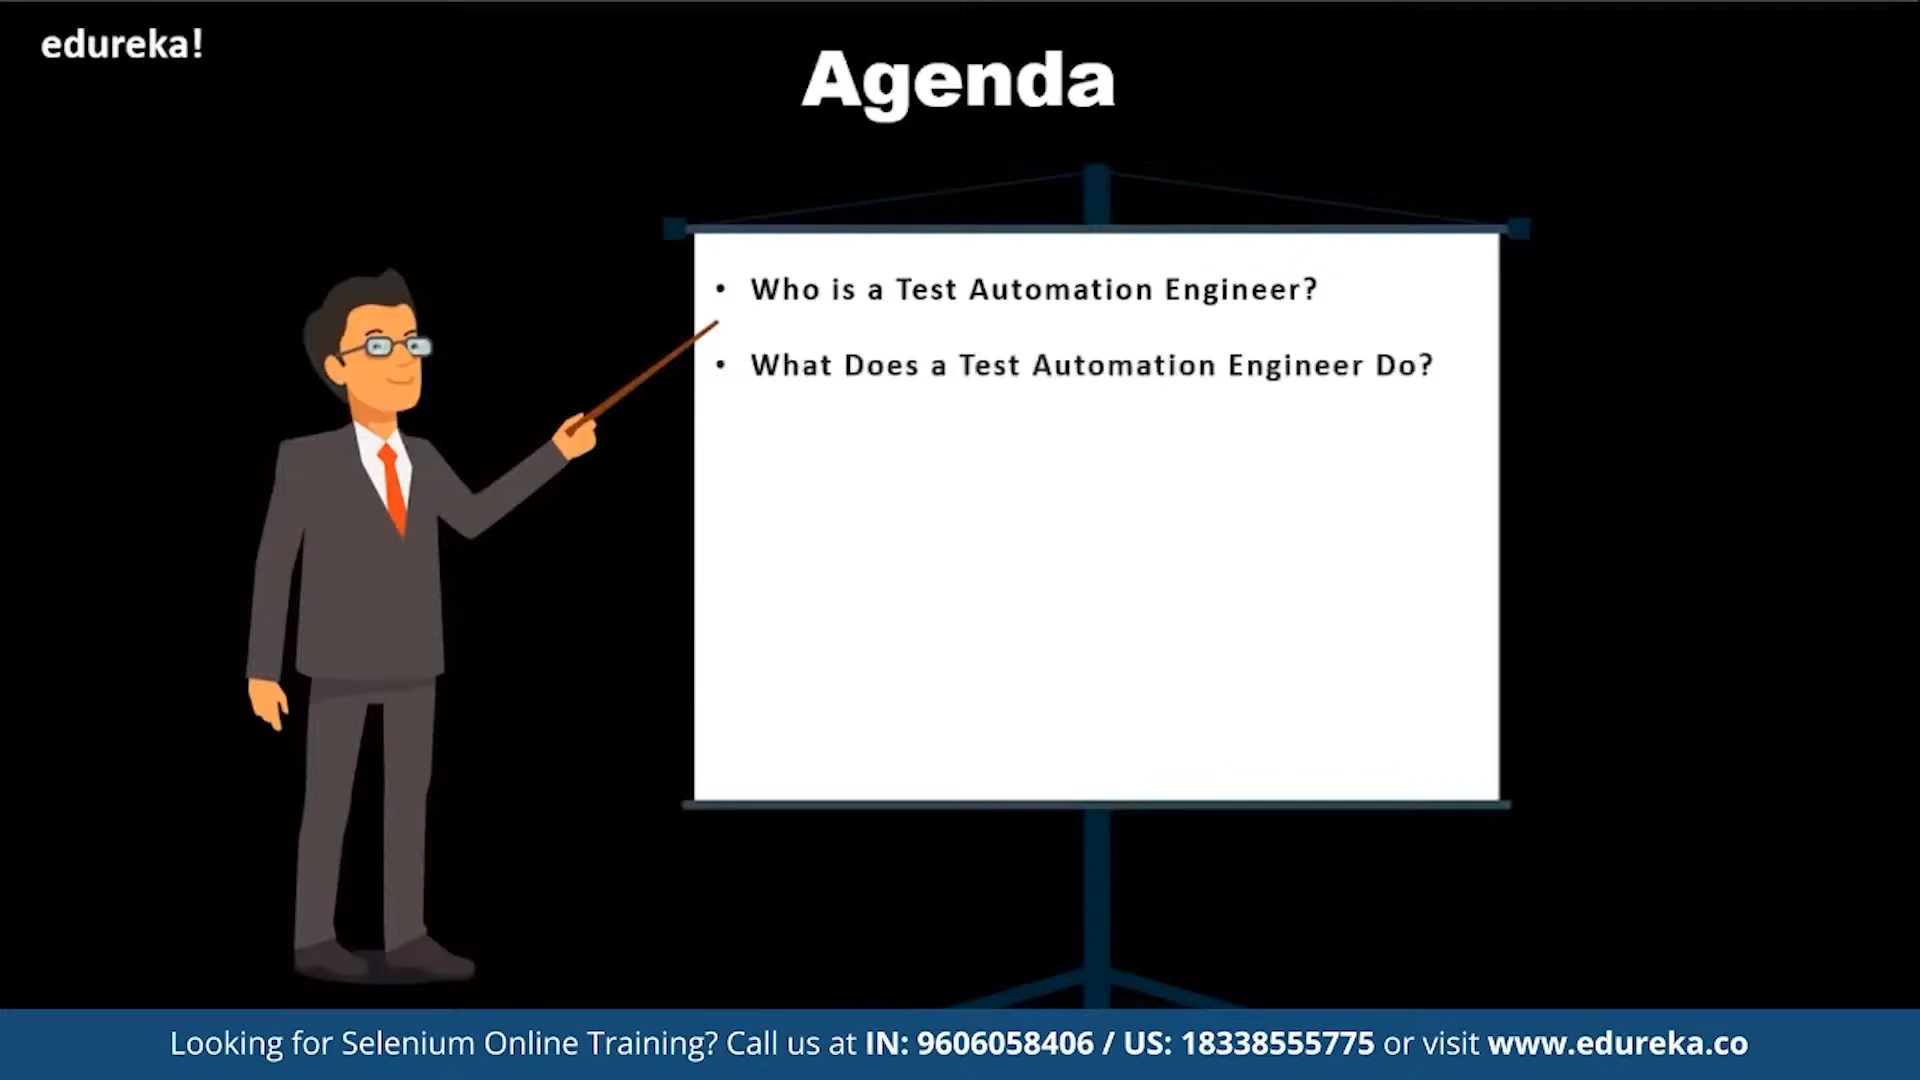 edureka!
Agenda
• Who is a Test Automation Engineer?
• What Does a Test Automation Engineer Do?
Looking for Selenium Online Training? Call us at IN: 9606058406 / US: 18338555775 or visit www.edureka.co